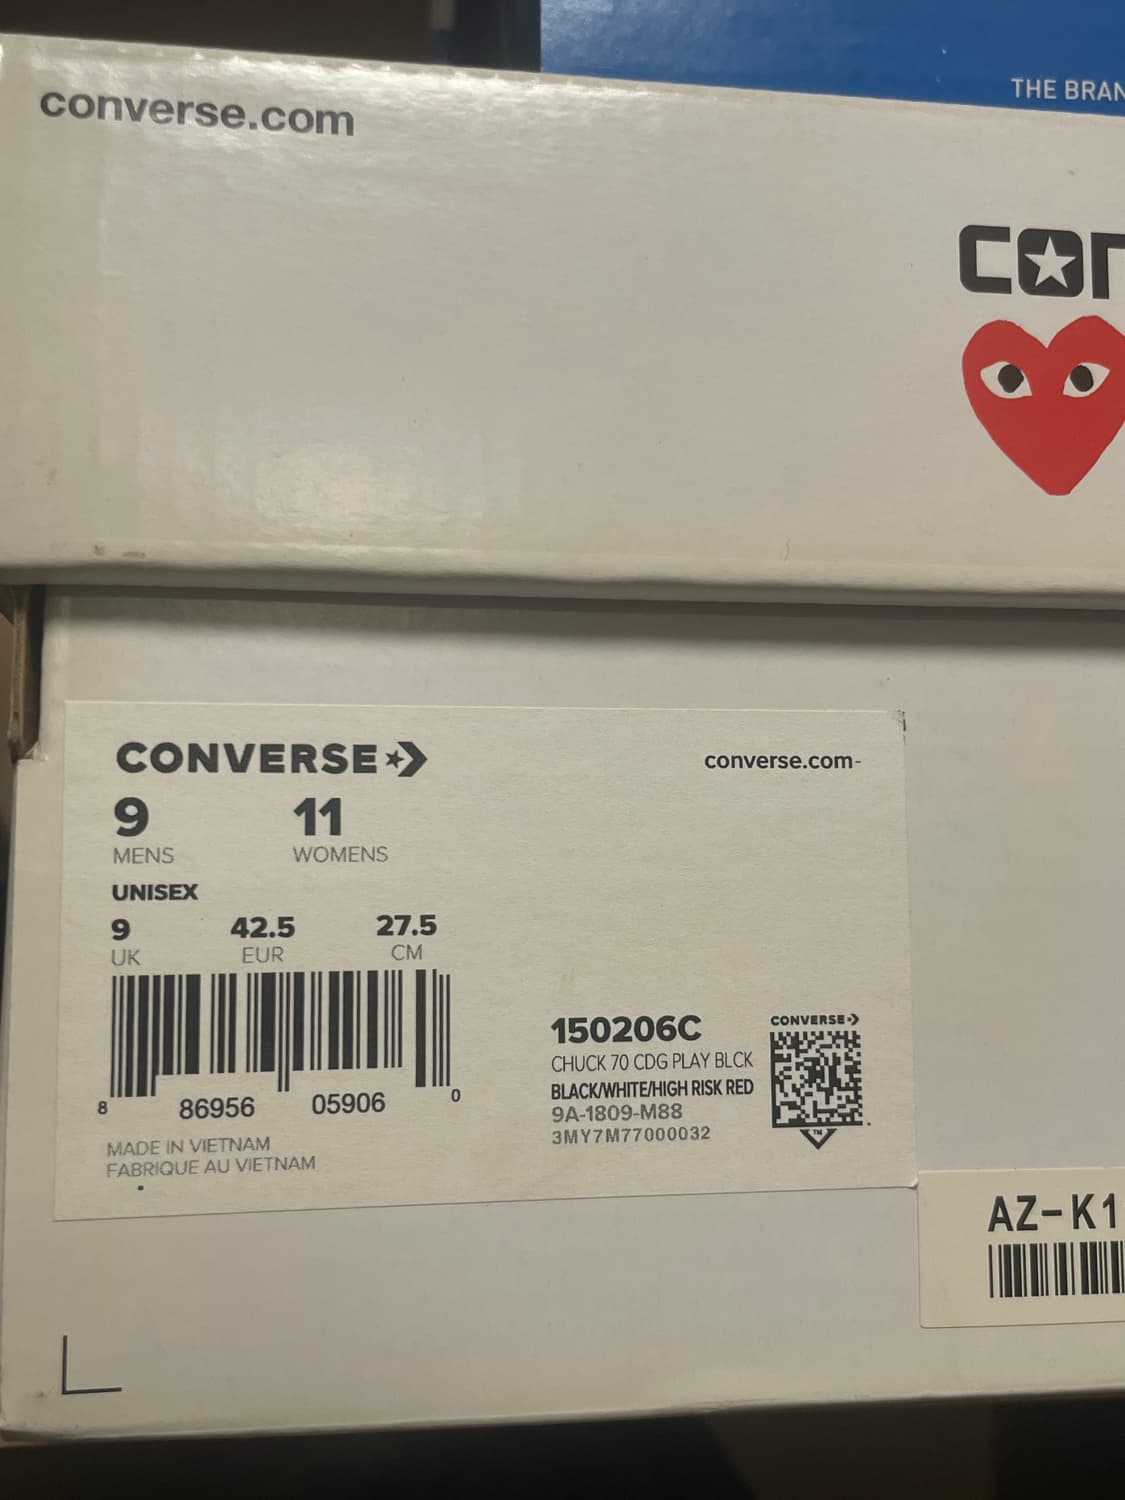 THE BRAN
converse.com
CON
CONVERSE
converse.com-
9 11
MENS WOMENS
UNISEX
9 42.5 27.5
UK EUR CM
8 86956 05906 0
MADE IN VIETNAM
FABRIQUE AU VIETNAM
150206C
CHUCK 70 CDG PLAY BLCK
BLACK/WHITE/HIGH RISK RED
9A-1809-M88
3MY7M77000032
CONVERSE
TM
AZ-K1